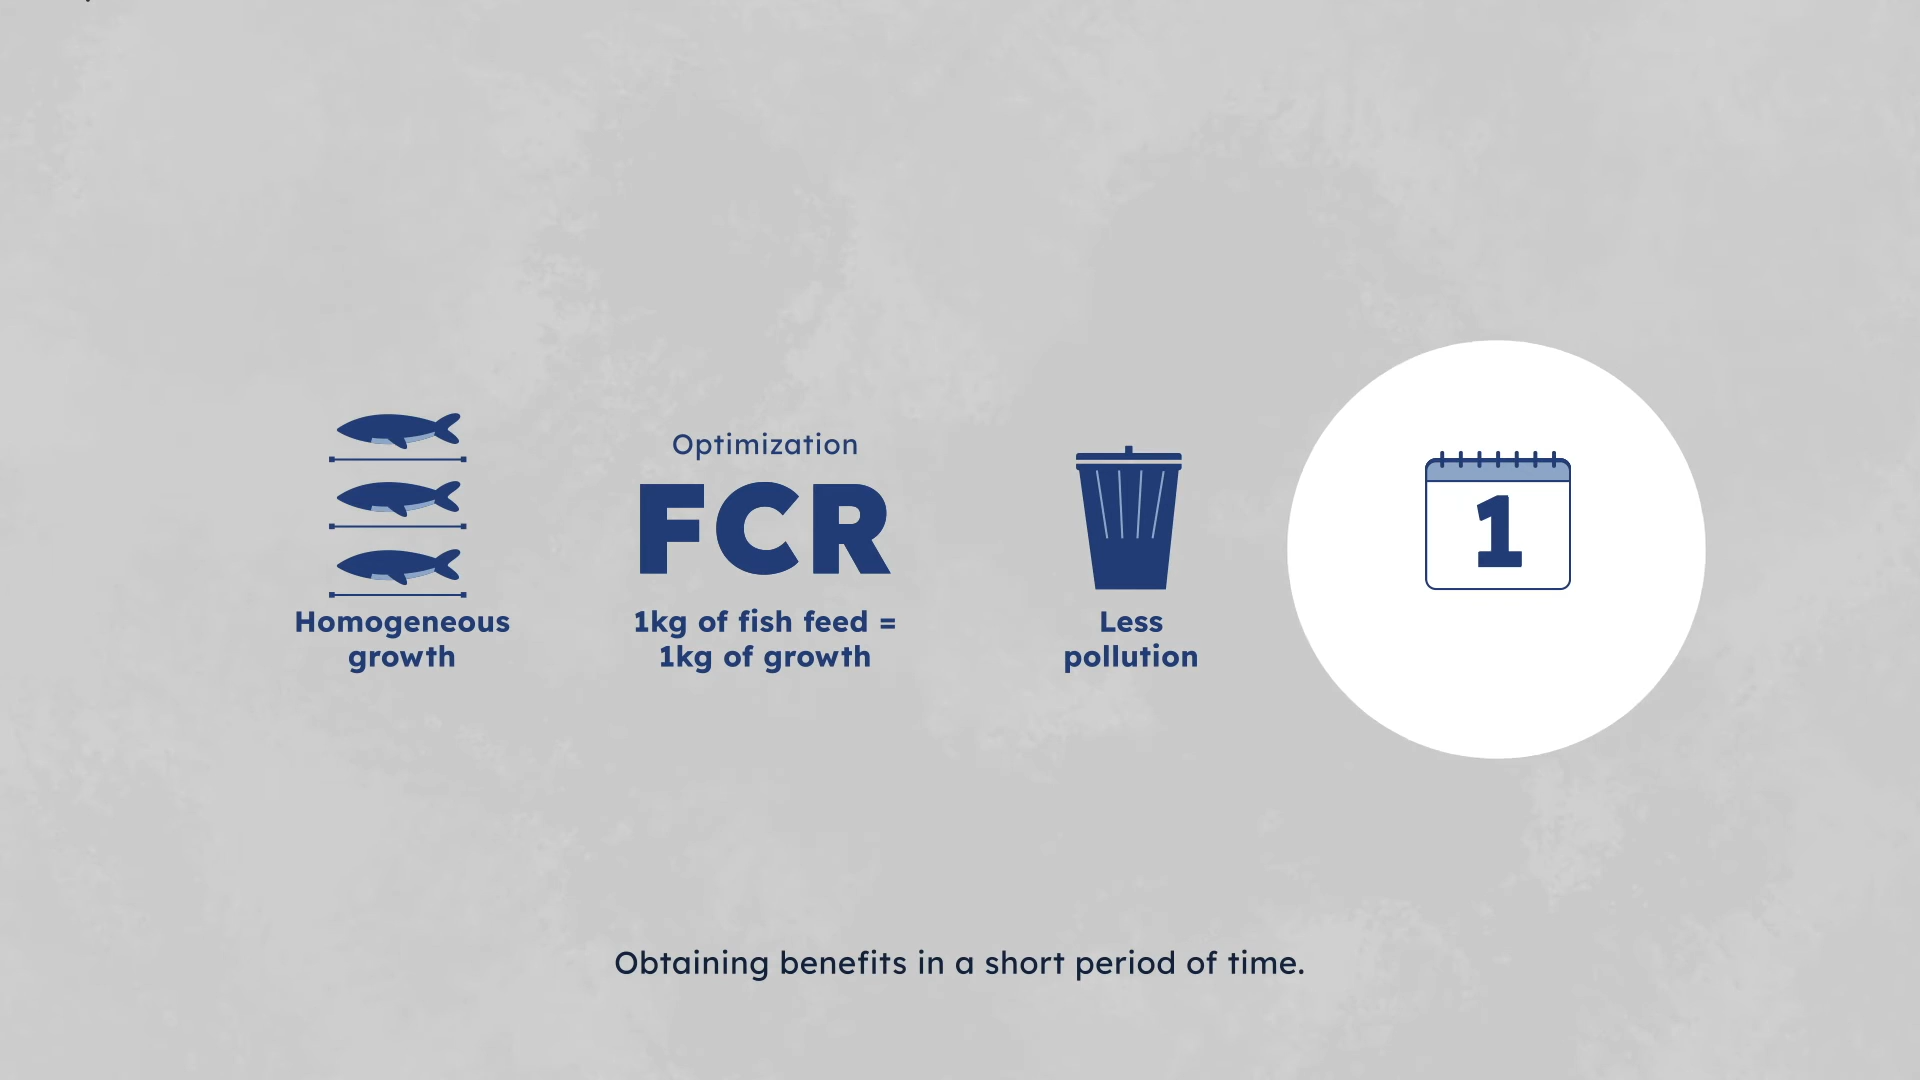 Homogeneous
growth
Optimization
FCR
1kg of fish feed =
1kg of growth
Less
pollution
1
Obtaining benefits in a short period of time.